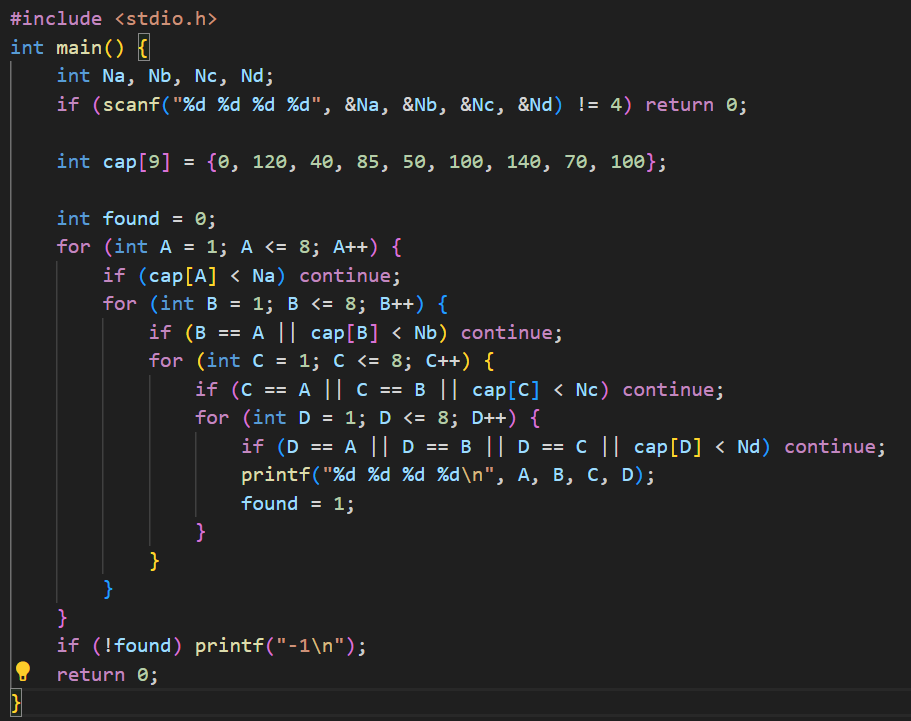 #include <stdio.h>
int main() {
    int Na, Nb, Nc, Nd;
    if (scanf("%d %d %d %d", &Na, &Nb, &Nc, &Nd) != 4) return 0;

    int cap[9] = {0, 120, 40, 85, 50, 100, 140, 70, 100};

    int found = 0;
    for (int A = 1; A <= 8; A++) {
        if (cap[A] < Na) continue;
        for (int B = 1; B <= 8; B++) {
            if (B == A || cap[B] < Nb) continue;
            for (int C = 1; C <= 8; C++) {
                if (C == A || C == B || cap[C] < Nc) continue;
                for (int D = 1; D <= 8; D++) {
                    if (D == A || D == B || D == C || cap[D] < Nd) continue;
                    printf("%d %d %d %d\n", A, B, C, D);
                    found = 1;
                }
            }
        }
    }
    if (!found) printf("-1\n");
    return 0;
}